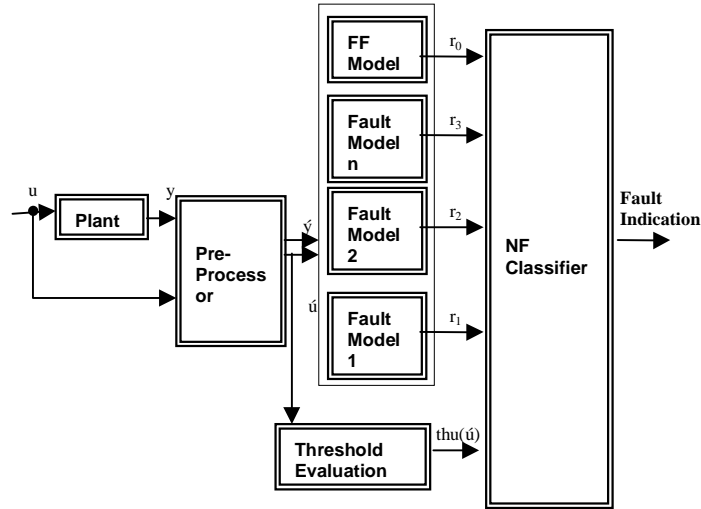 FF
Model
r0
Fault
Model
n
r3
u
y
Plant
Pre-
Process
or
ý
ú
Fault
Model
2
r2
Fault
Model
1
r1
NF
Classifier
Fault
Indication
Threshold
Evaluation
thu(ú)